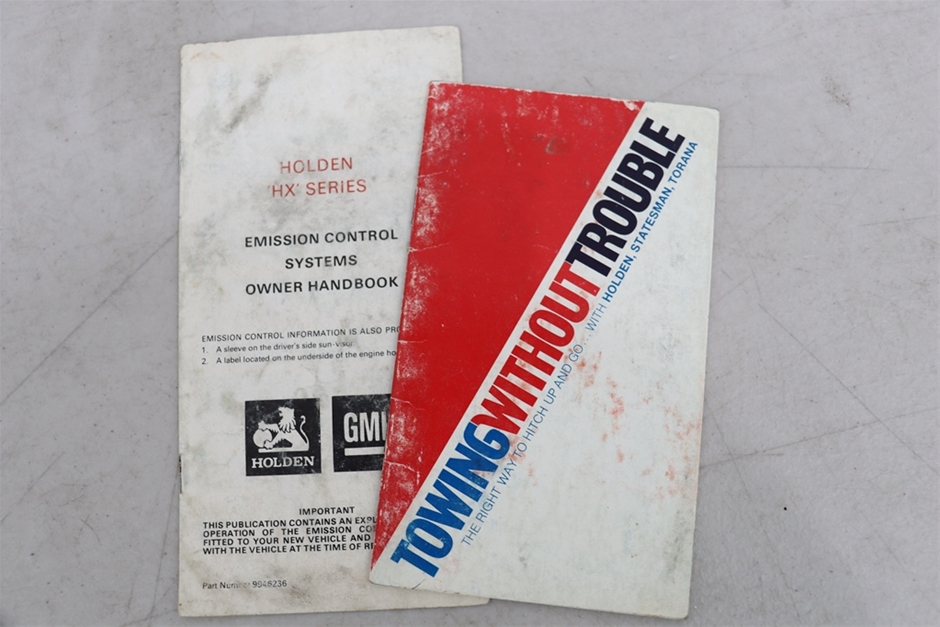 HOLDEN
'HX' SERIES
EMISSION CONTROL
SYSTEMS
OWNER HANDBOOK
EMISSION CONTROL INFORMATION IS ALSO
1. A sleeve on the driver's side sun-visor
2. A label located on the underside of the engine
HOLDEN
IMPORTANT
THIS PUBLICATION CONTAINS AN
OPERATION OF THE EMISSION
FITTED TO YOUR NEW VEHICLE AND
WITH THE VEHICLE AT THE TIME OF
Part Number 9946236
TOWING WITHOUT TROUBLE
THE RIGHT WAY TO HITCH UP AND GO... WITH HOLDEN, STATESMAN, TORANA